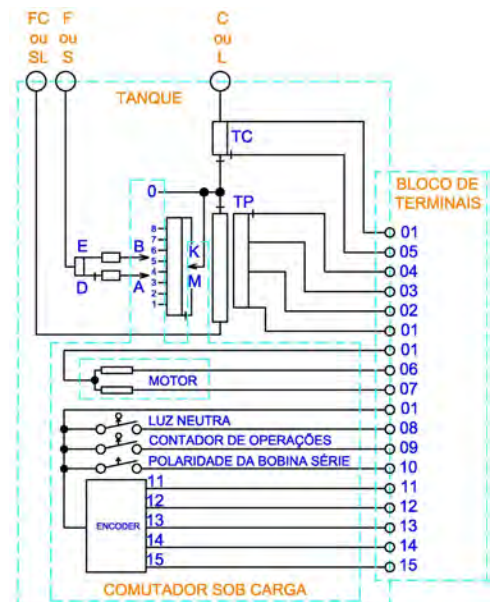 FC
ou
SL
F
ou
S
C
ou
L
TANQUE
TC
BLOCO DE
TERMINAIS
0
TP
8
7
6
5
4
3
2
1
E
D
B
A
K
M
01
05
04
03
02
01
01
06
MOTOR
07
01
LUZ NEUTRA
08
CONTADOR DE OPERAÇÕES
09
POLARIDADE DA BOBINA SÉRIE
10
11
11
12
12
ENCODER
13
13
14
14
15
15
COMUTADOR SOB CARGA